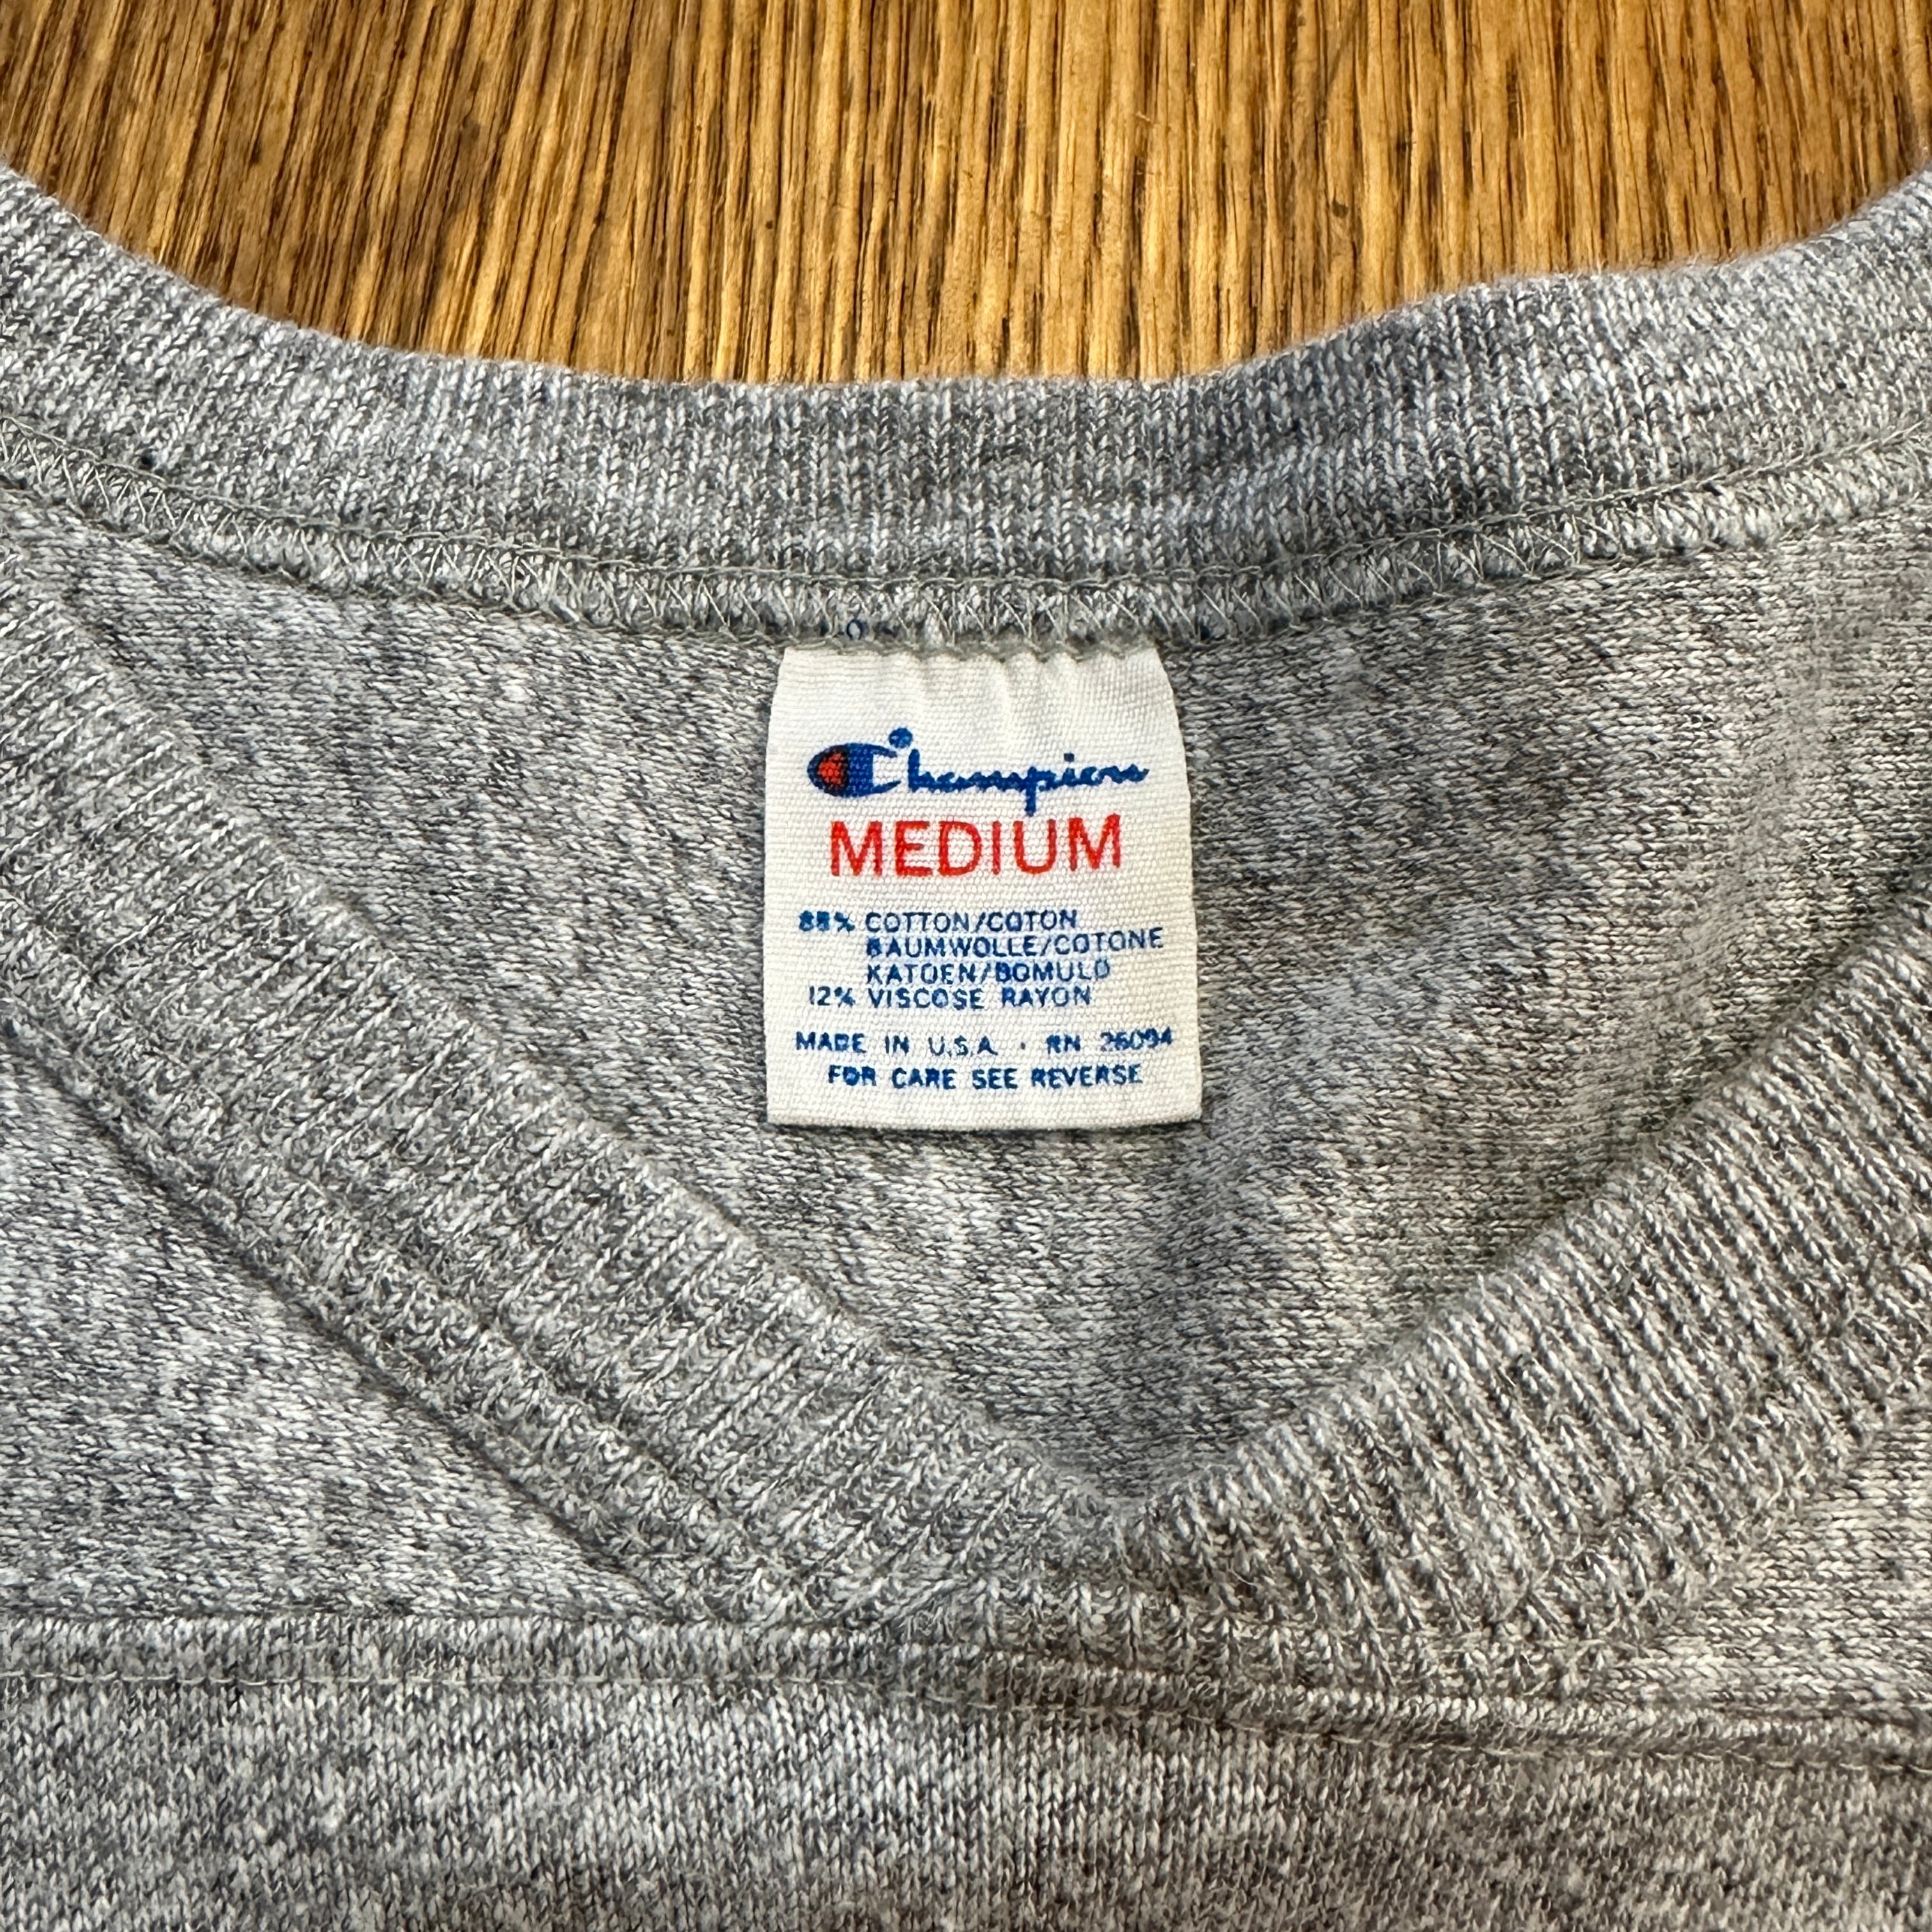 Champion
MEDIUM
88% COTTON/COTON
BAUMWOLLE/COTONE
KATOEN/BOMULD
12% VISCOSE RAYON
MADE IN U.S.A. · RN 26094
FOR CARE SEE REVERSE